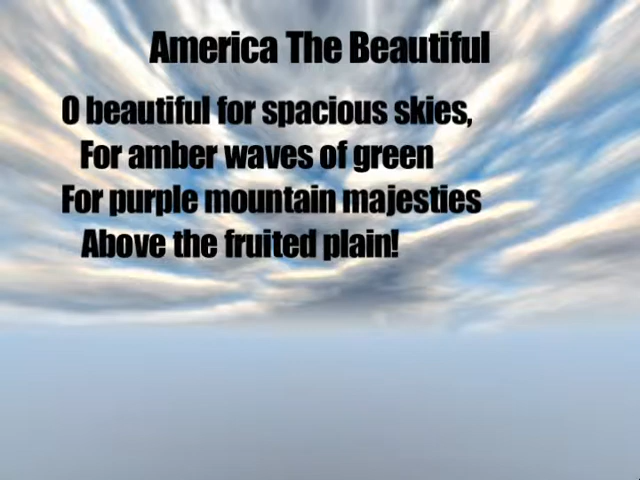 America The Beautiful
O beautiful for spacious skies,
For amber waves of green
For purple mountain majesties
Above the fruited plain!